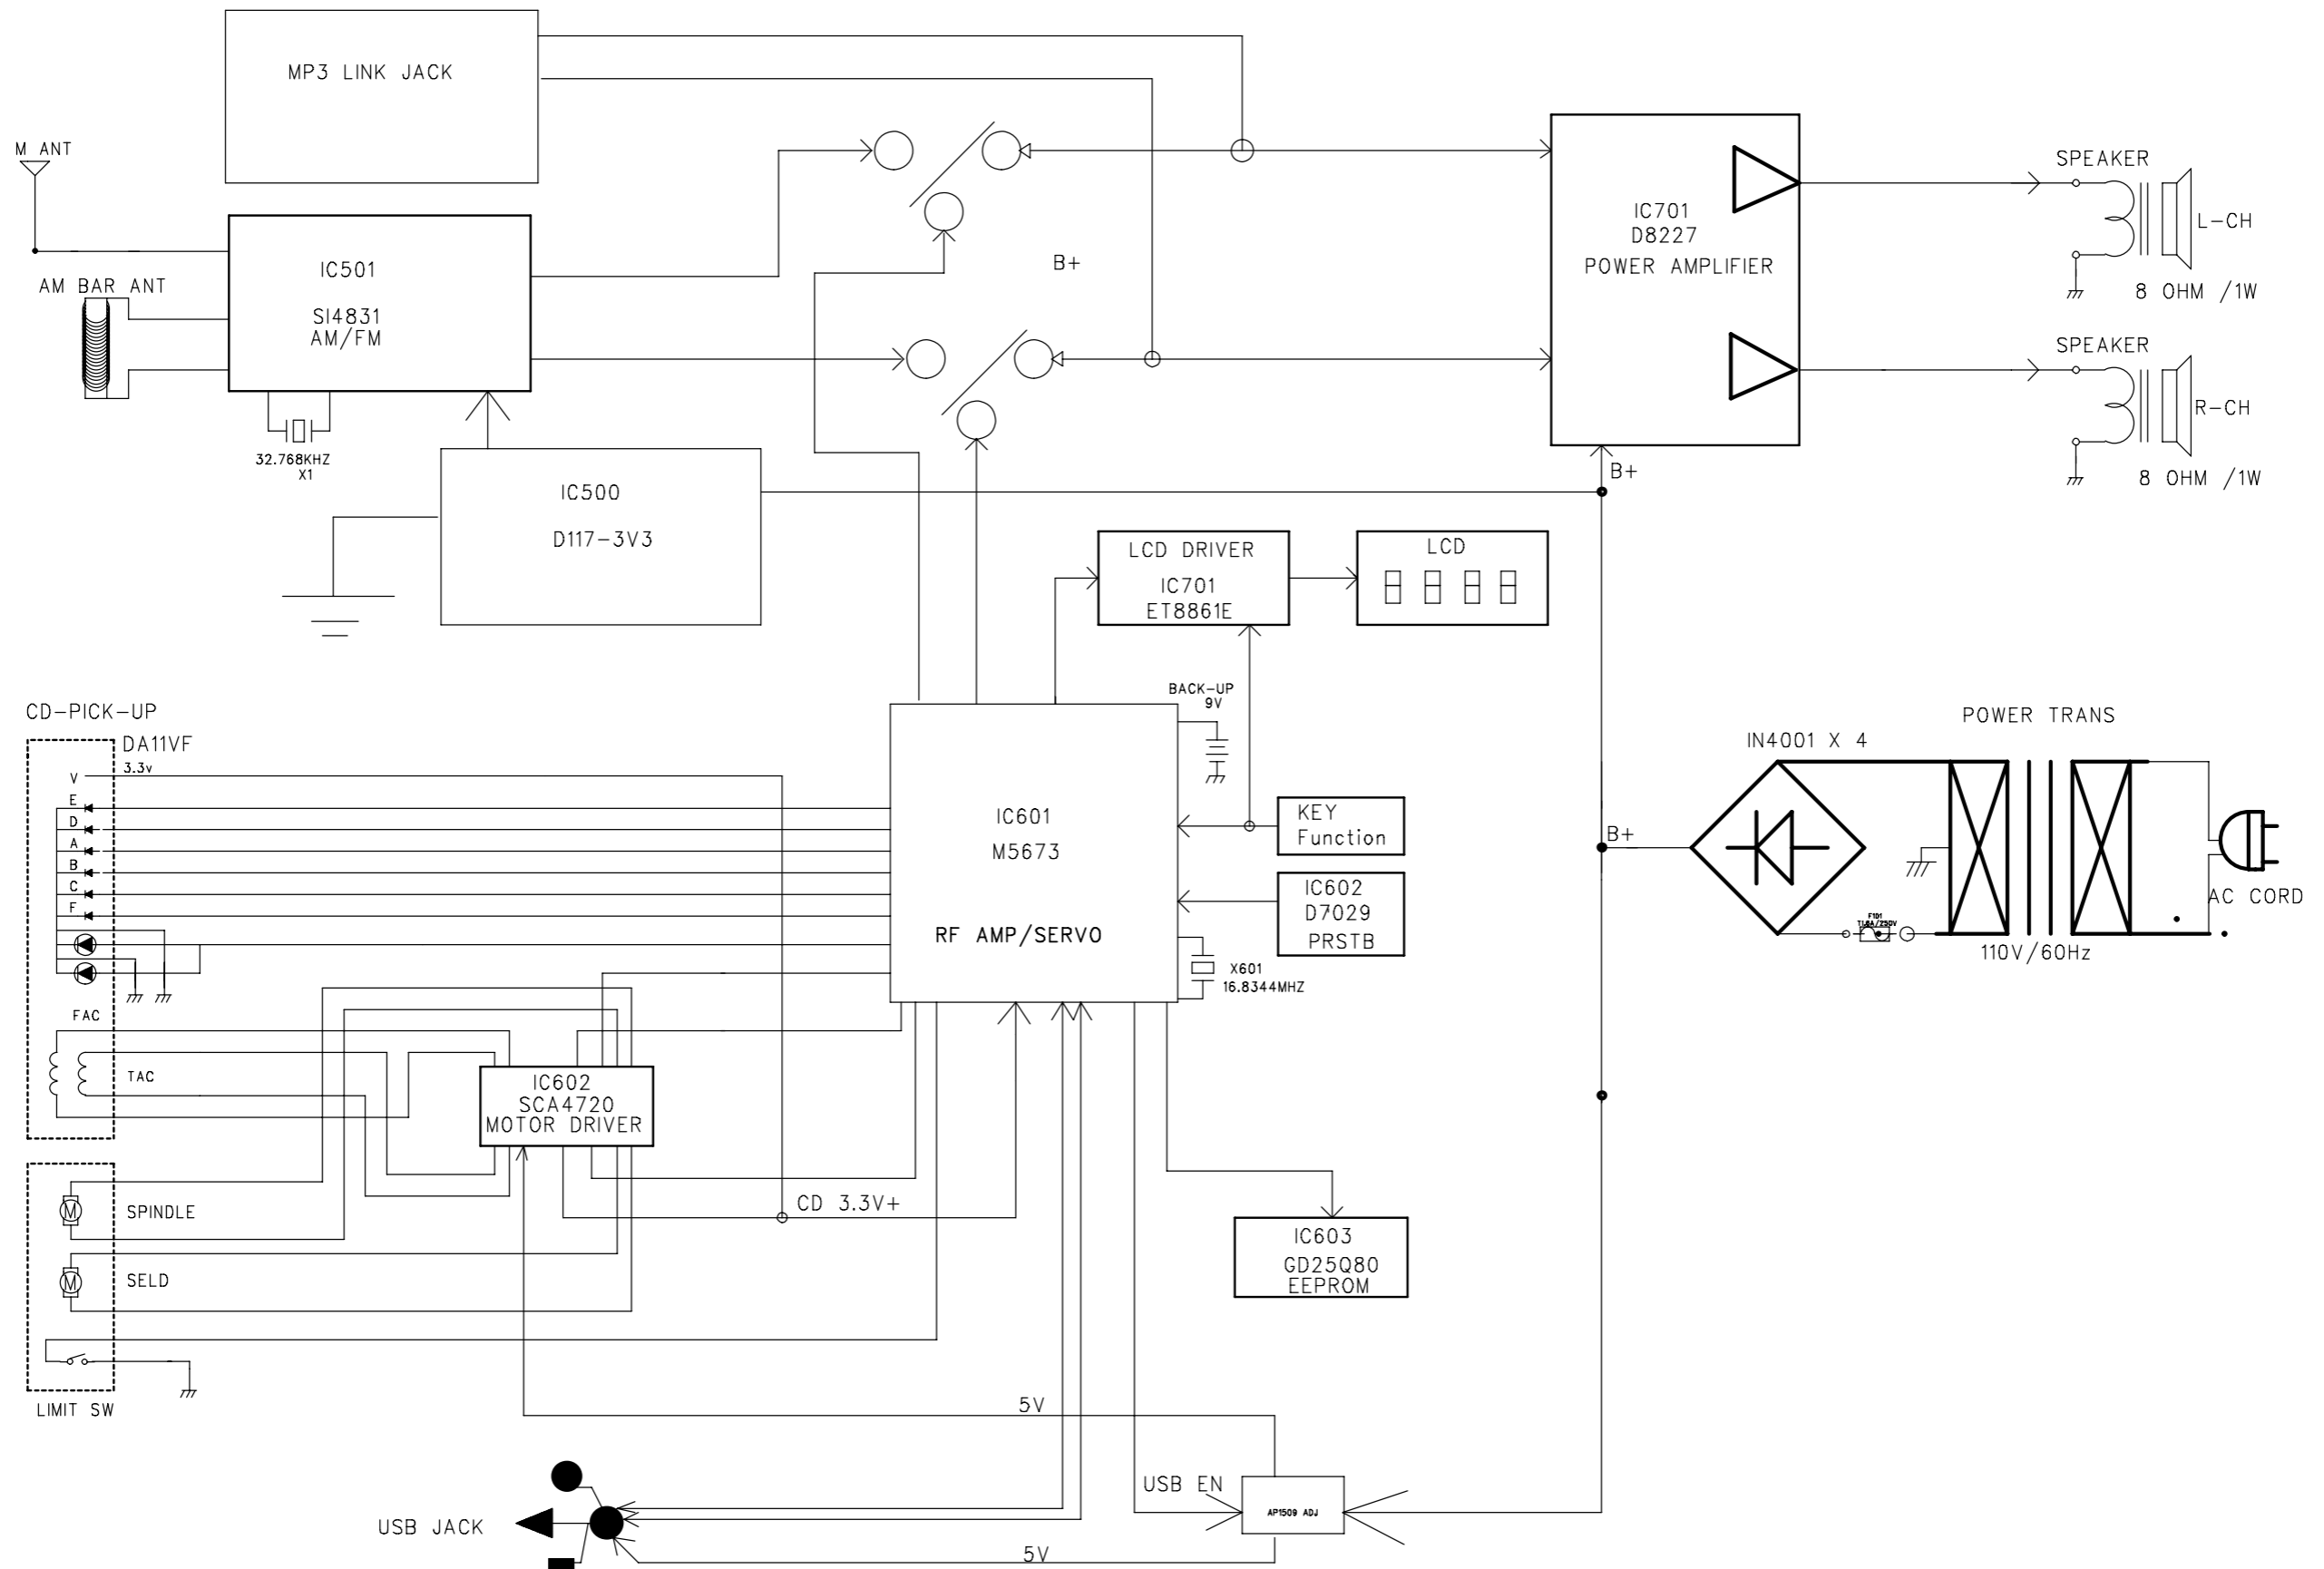 MP3 LINK JACK
M ANT
AM BAR ANT
IC501
SI4831
AM/FM
32.768KHZ
X1
B+
IC701
D8227
POWER AMPLIFIER
SPEAKER
L-CH
8 OHM /1W
SPEAKER
R-CH
8 OHM /1W
B+
IC500
D117-3V3
LCD DRIVER
IC701
ET8861E
LCD
BACK-UP
9V
CD-PICK-UP
DA11VF
3.3v
V
E
D
A
B
C
F
FAC
TAC
IC601
M5673
RF AMP/SERVO
KEY
Function
IC602
D7029
PRSTB
X601
16.8344MHZ
B+
IN4001 X 4
POWER TRANS
F101
T1.6A/250V
110V/60Hz
AC CORD
IC602
SCA4720
MOTOR DRIVER
CD 3.3V+
M
SPINDLE
M
SELD
LIMIT SW
IC603
GD25Q80
EEPROM
5V
USB EN
AP1509 ADJ
USB JACK
5V